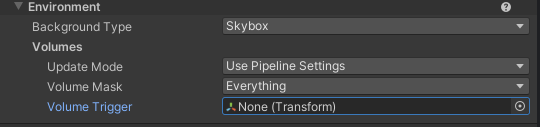 Environment
Background Type Skybox
Volumes
Update Mode Use Pipeline Settings
Volume Mask Everything
Volume Trigger None (Transform)